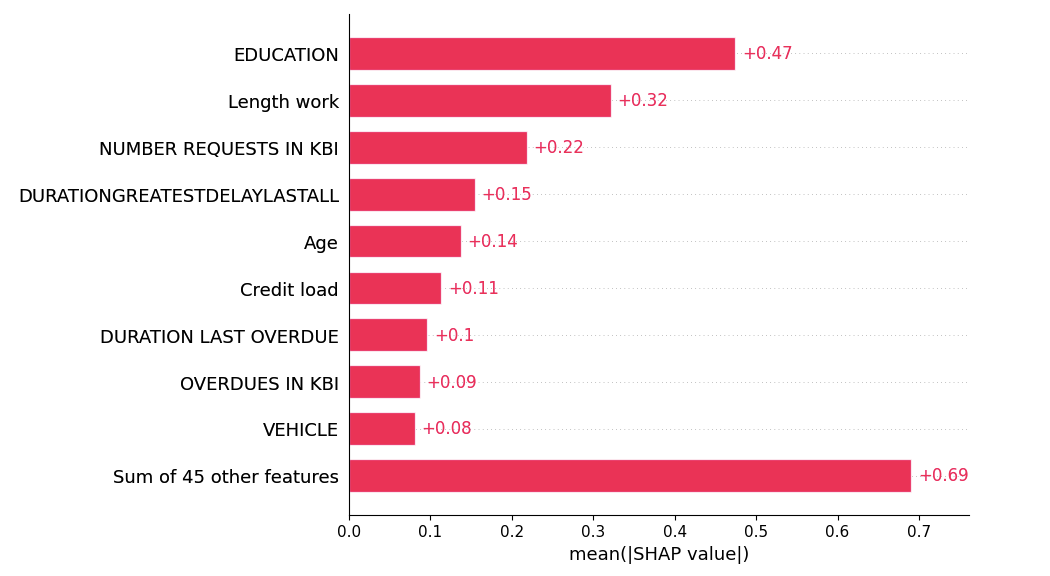 EDUCATION +0.47
Length work +0.32
NUMBER REQUESTS IN KBI +0.22
DURATIONGREATESTDELAYLASTALL +0.15
Age +0.14
Credit load +0.11
DURATION LAST OVERDUE +0.1
OVERDUES IN KBI +0.09
VEHICLE +0.08
Sum of 45 other features +0.69
0.0 0.1 0.2 0.3 0.4 0.5 0.6 0.7
mean(|SHAP value|)